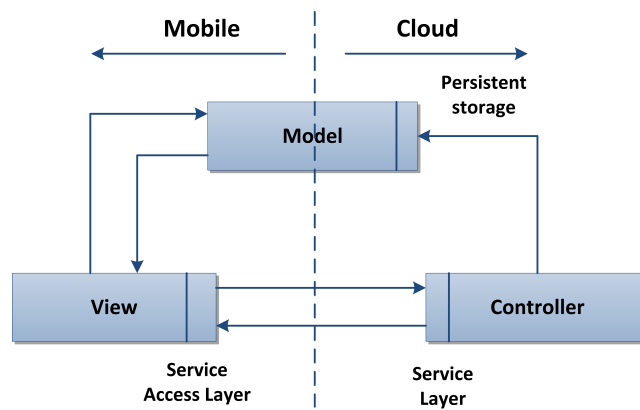 Mobile
Cloud
Persistent
storage
Model
View
Controller
Service
Access Layer
Service
Layer